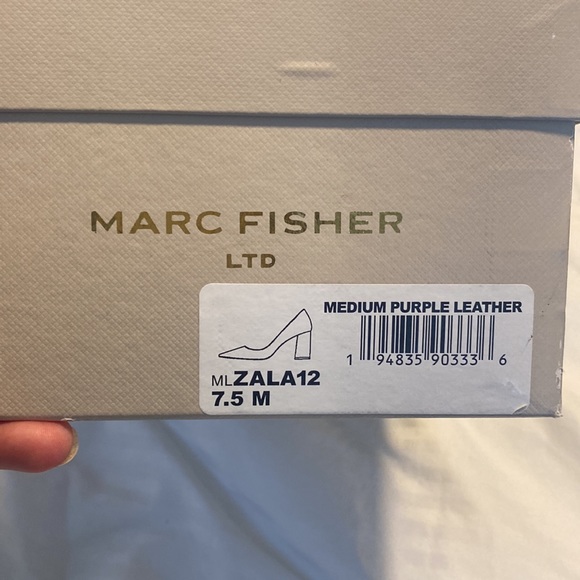 MARC FISHER
LTD
MEDIUM PURPLE LEATHER
1 94835 90333 6
MLZALA12
7.5 M